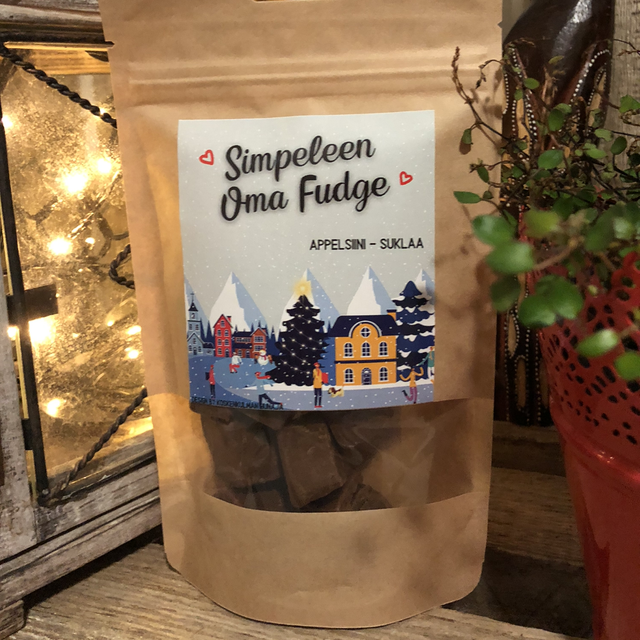 Simpeleen
Oma Fudge
APPELSIINI - SUKLAA